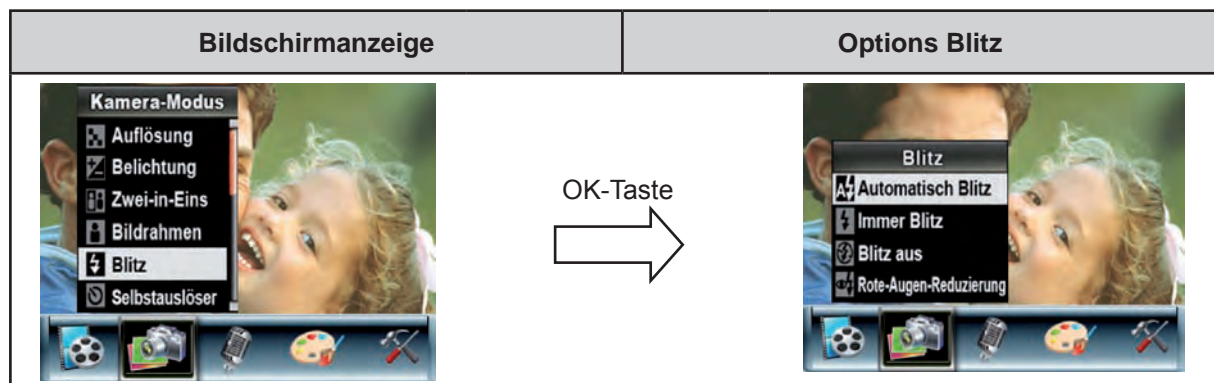 Bildschirmanzeige
Options Blitz
Kamera-Modus
Auflösung
Belichtung
Zwei-in-Eins
Bildrahmen
Blitz
Selbstauslöser
OK-Taste
Blitz
Automatisch Blitz
Immer Blitz
Blitz aus
Rote-Augen-Reduzierung